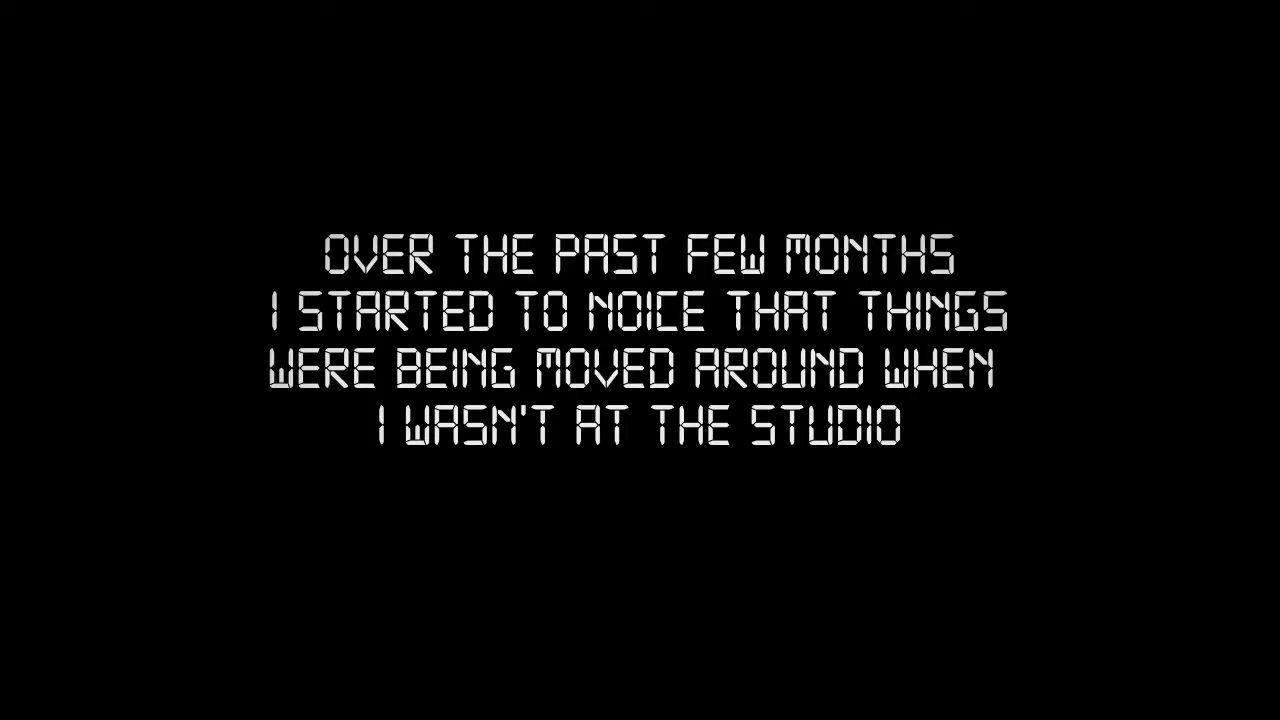 OVER THE PAST FEW MONTHS
I STARTED TO NOICE THAT THINGS
WERE BEING MOVED AROUND WHEN
I WASN'T AT THE STUDIO